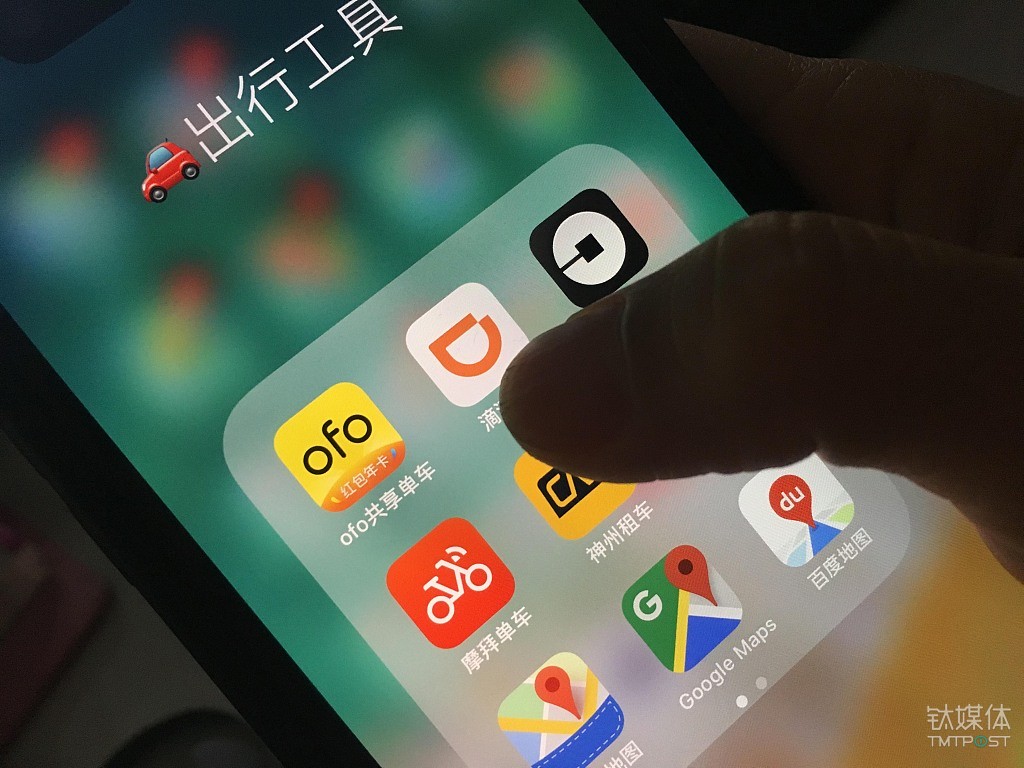 出行工具
ofo
红包年卡
ofo共享单车
滴
摩拜单车
神州租车
du
百度地图
G
Google Maps
地图
钛媒体
TMTPOST